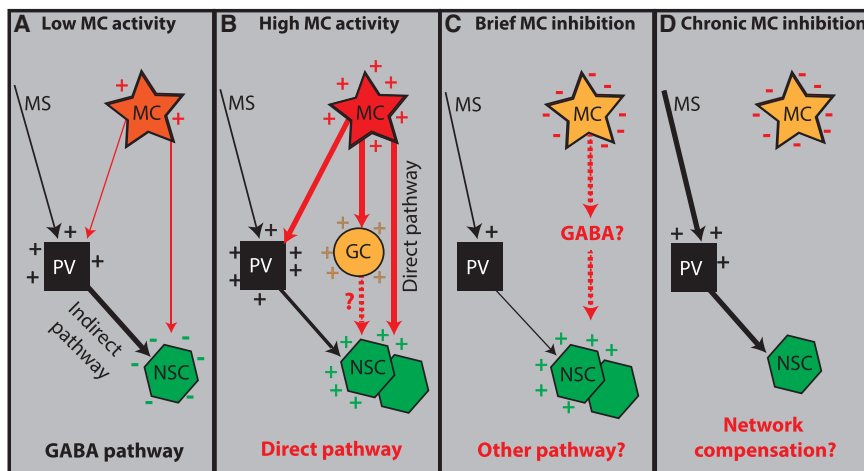 A Low MC activity
MS
MC
+ + +
+ + + +
PV
Indirect pathway
- - - - - -
NSC
GABA pathway
B High MC activity
MS
MC
+ + + + + +
Direct pathway
+ + + + + + +
PV
GC
+ + + + + +
?
+ + + + + + +
NSC
Direct pathway
C Brief MC inhibition
MS
MC
- - - - - - - - -
+ +
PV
GABA?
+ + + + + + +
NSC
Other pathway?
D Chronic MC inhibition
MS
MC
- - - - - - - - -
+ + + +
PV
NSC
Network
compensation?